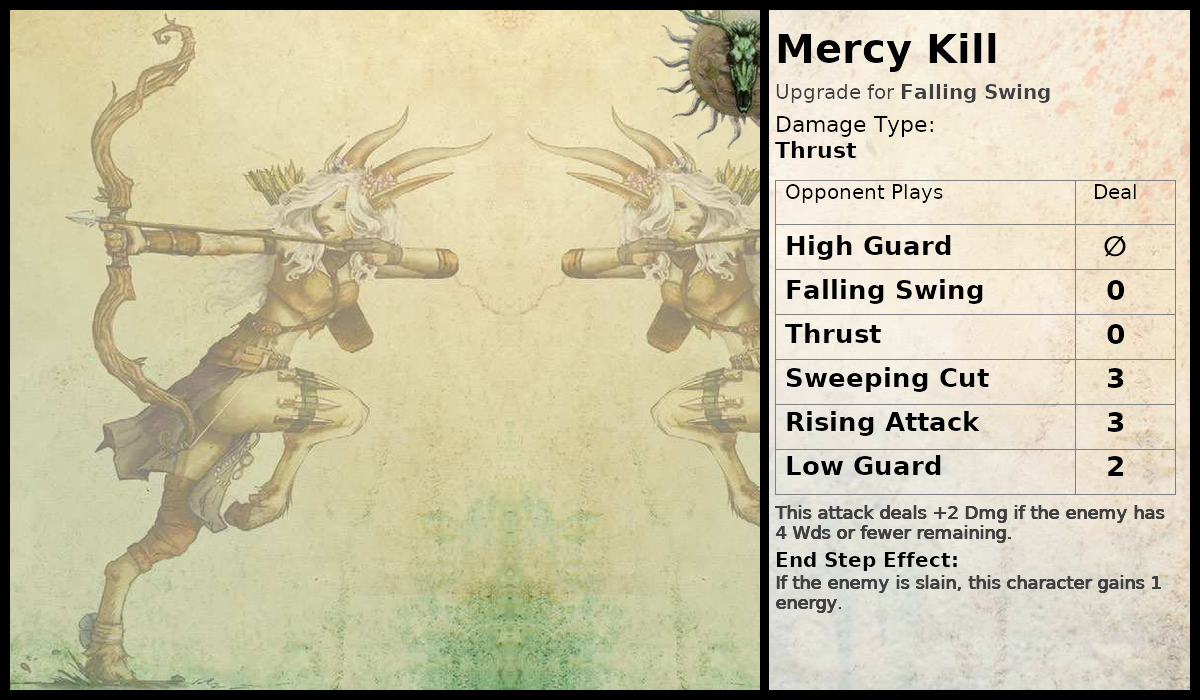 Mercy Kill
Upgrade for Falling Swing
Damage Type:
Thrust
Opponent Plays Deal
High Guard ∅
Falling Swing 0
Thrust 0
Sweeping Cut 3
Rising Attack 3
Low Guard 2
This attack deals +2 Dmg if the enemy has
4 Wds or fewer remaining.
End Step Effect:
If the enemy is slain, this character gains 1
energy.